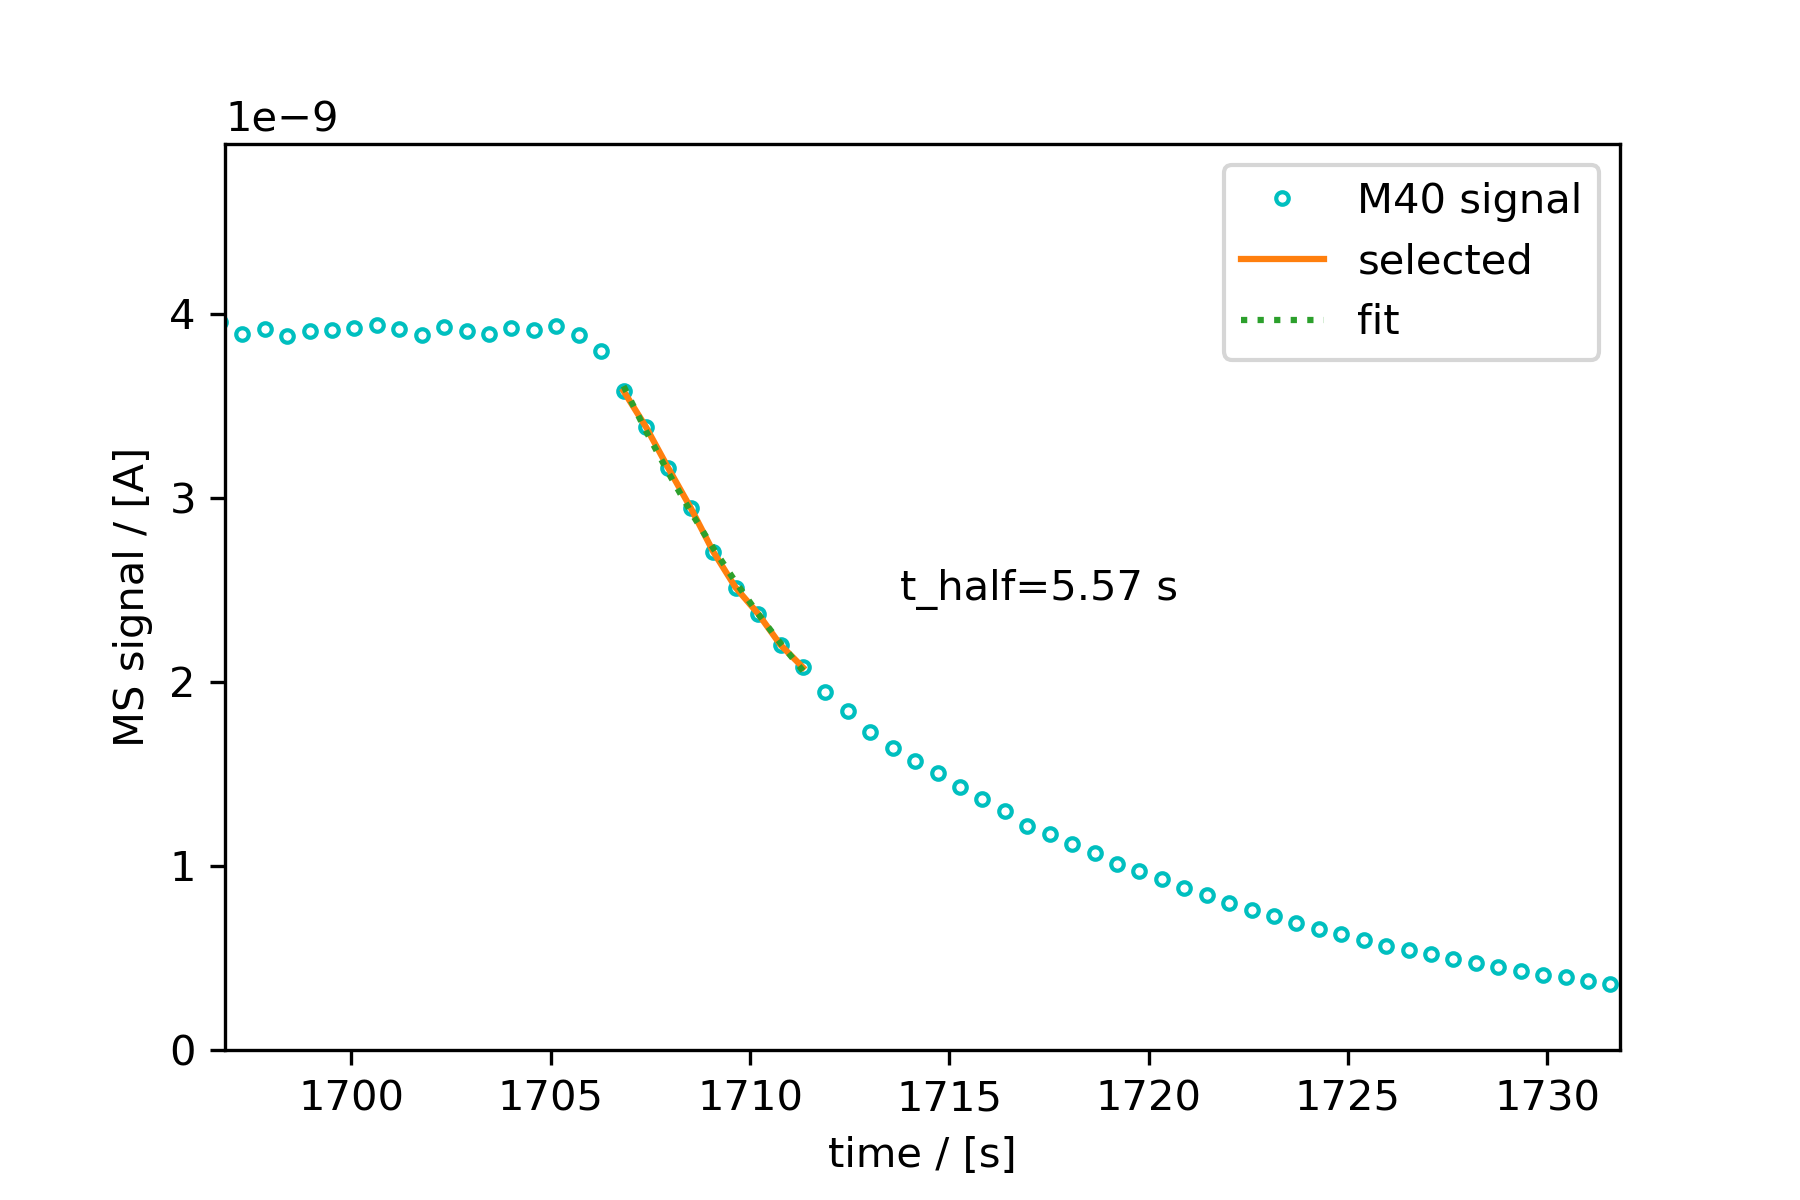 1e−9
M40 signal
selected
fit
4
3
2
1
0
MS signal / [A]
t_half=5.57 s
1700 1705 1710 1715 1720 1725 1730
time / [s]